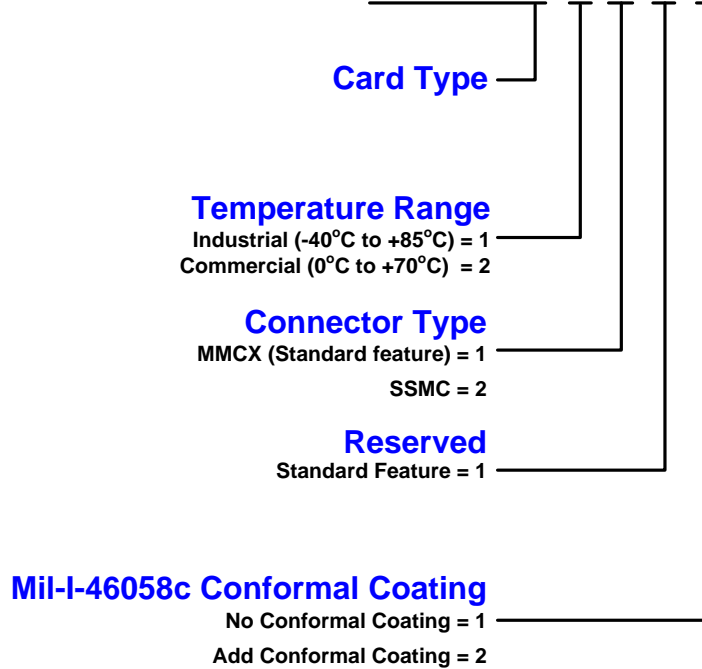 Card Type
Temperature Range
Industrial (-40°C to +85°C) = 1
Commercial (0°C to +70°C) = 2
Connector Type
MMCX (Standard feature) = 1
SSMC = 2
Reserved
Standard Feature = 1
Mil-I-46058c Conformal Coating
No Conformal Coating = 1
Add Conformal Coating = 2